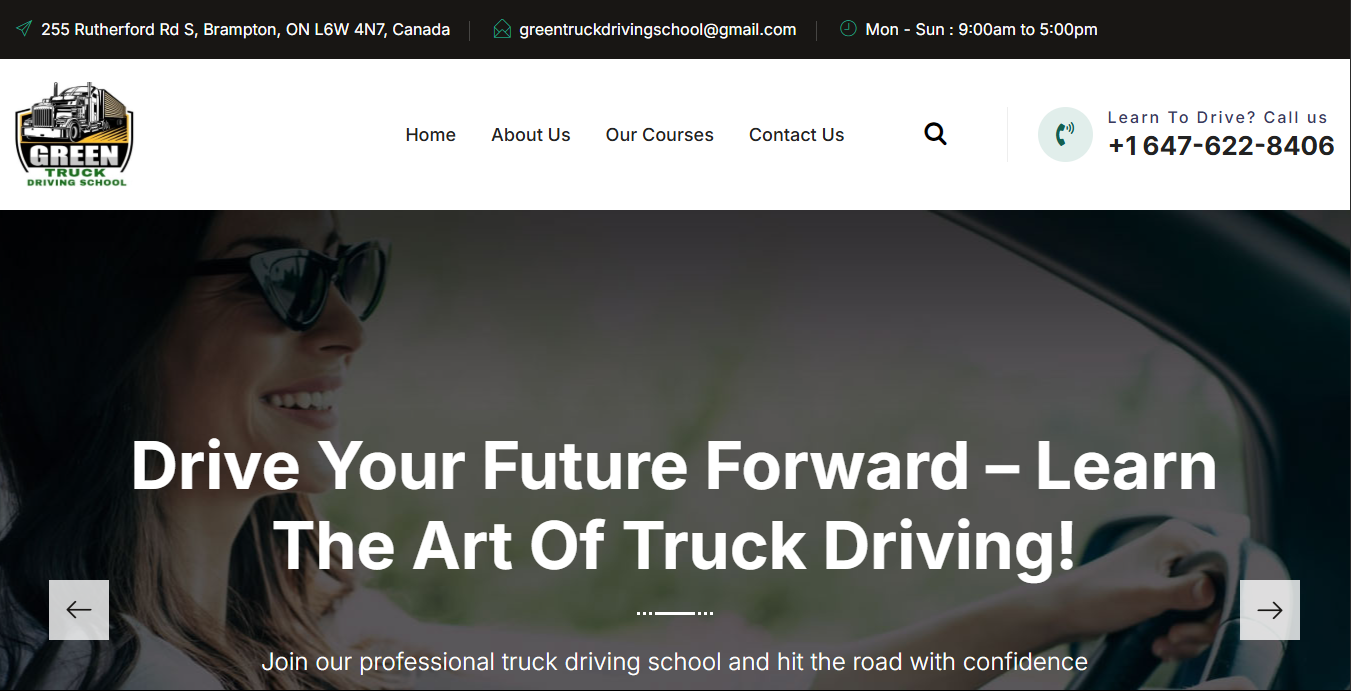 255 Rutherford Rd S, Brampton, ON L6W 4N7, Canada
greentruckdrivingschool@gmail.com
Mon - Sun : 9:00am to 5:00pm
GREEN
TRUCK
DRIVING SCHOOL
Home
About Us
Our Courses
Contact Us
Learn To Drive? Call us
+1 647-622-8406
Drive Your Future Forward – Learn
The Art Of Truck Driving!
Join our professional truck driving school and hit the road with confidence